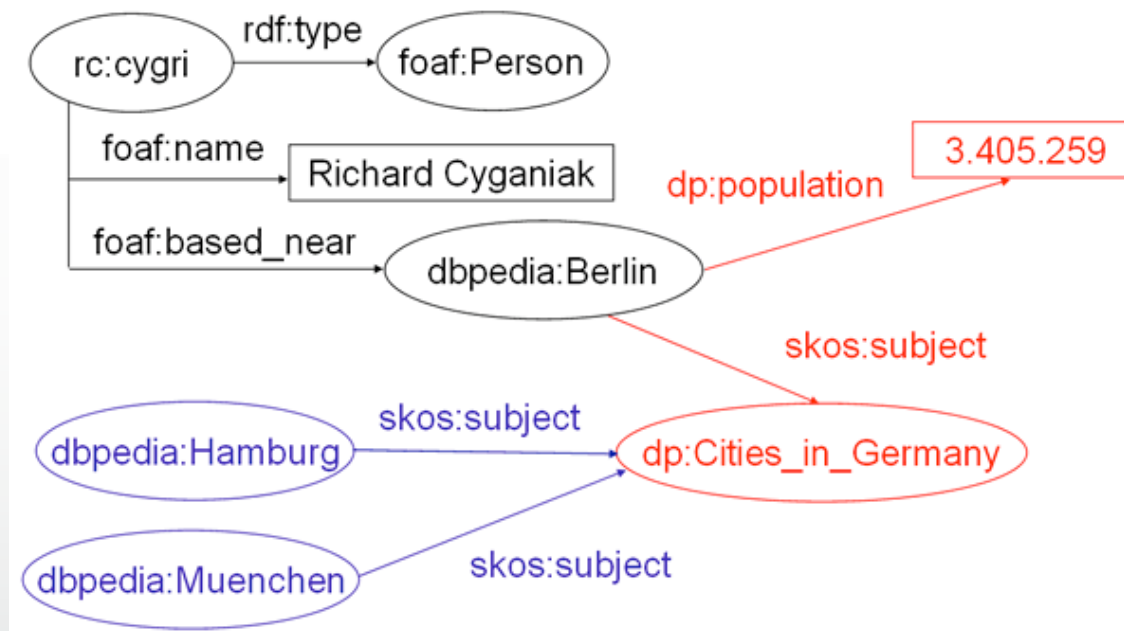 rdf:type
rc:cygri
foaf:Person
foaf:name
Richard Cyganiak
3.405.259
dp:population
foaf:based_near
dbpedia:Berlin
skos:subject
skos:subject
dbpedia:Hamburg
dp:Cities_in_Germany
dbpedia:Muenchen
skos:subject